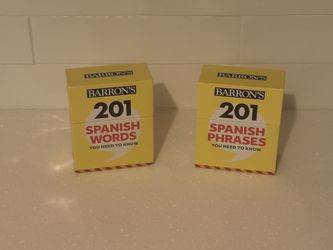 BARRON'S
BARRON'S
201
SPANISH
WORDS
YOU NEED TO KNOW
BARRON'S
BARRON'S
201
SPANISH
PHRASES
YOU NEED TO KNOW